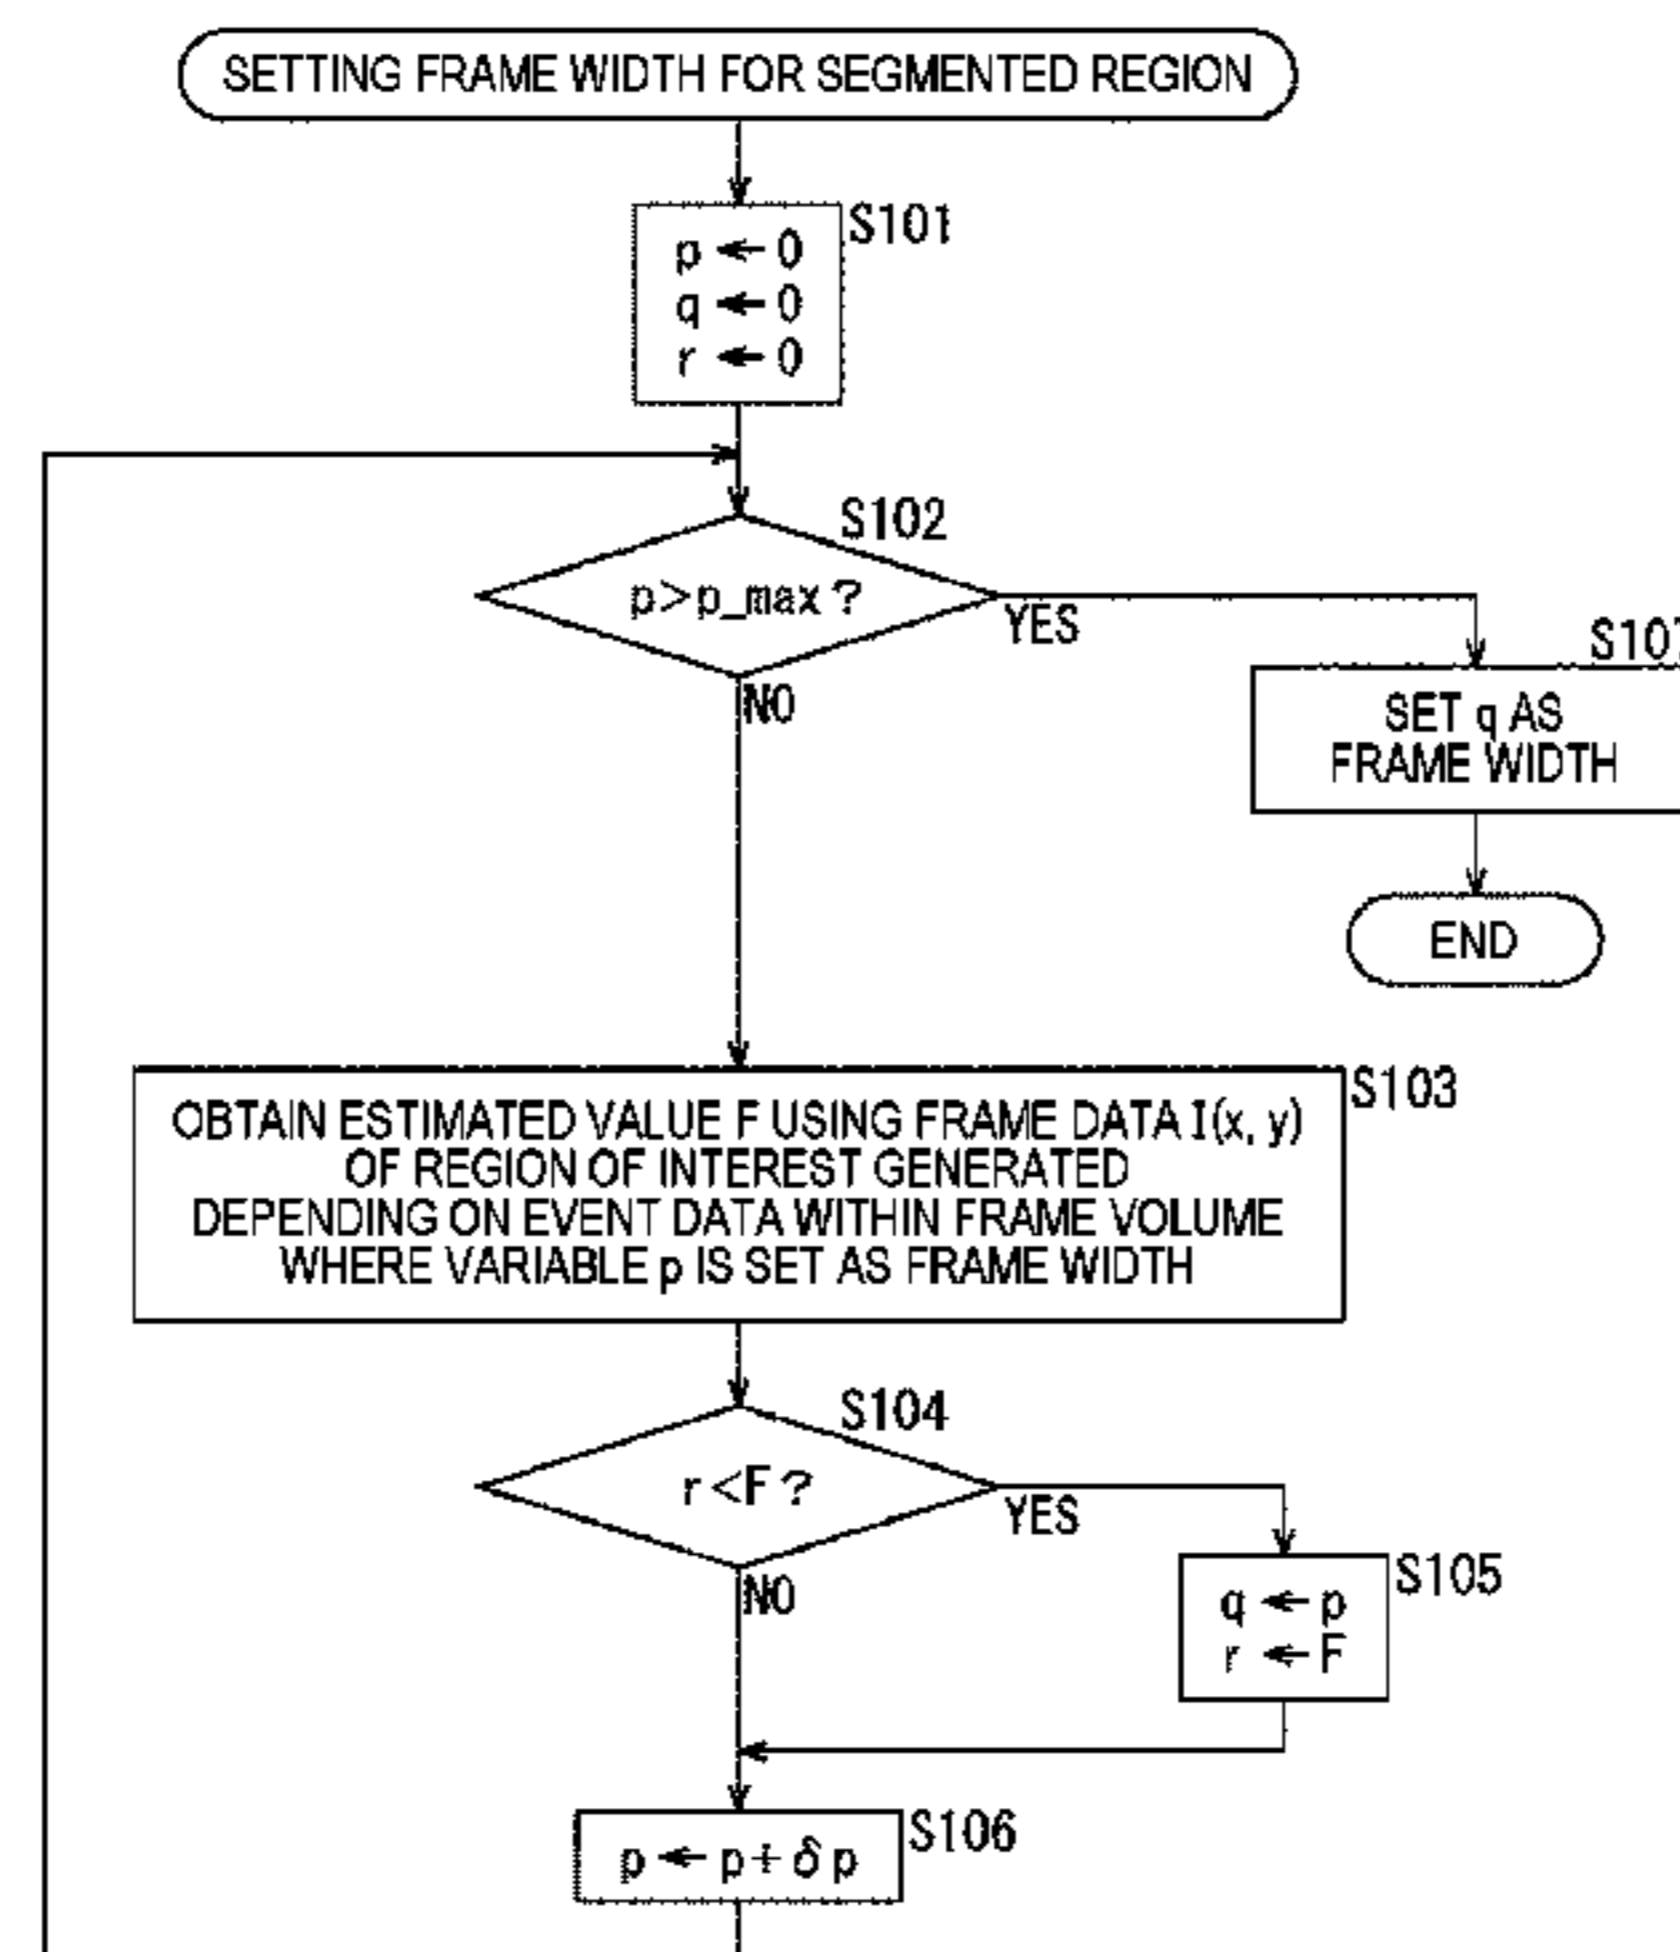 SETTING FRAME WIDTH FOR SEGMENTED REGION
S101
p ← 0
q ← 0
r ← 0
S102
p>p_max ?
YES
NO
S107
SET q AS
FRAME WIDTH
END
S103
OBTAIN ESTIMATED VALUE F USING FRAME DATA I(x, y)
OF REGION OF INTEREST GENERATED
DEPENDING ON EVENT DATA WITHIN FRAME VOLUME
WHERE VARIABLE p IS SET AS FRAME WIDTH
S104
r <F ?
YES
NO
S105
q ← p
r ← F
S106
p ← p + δ p